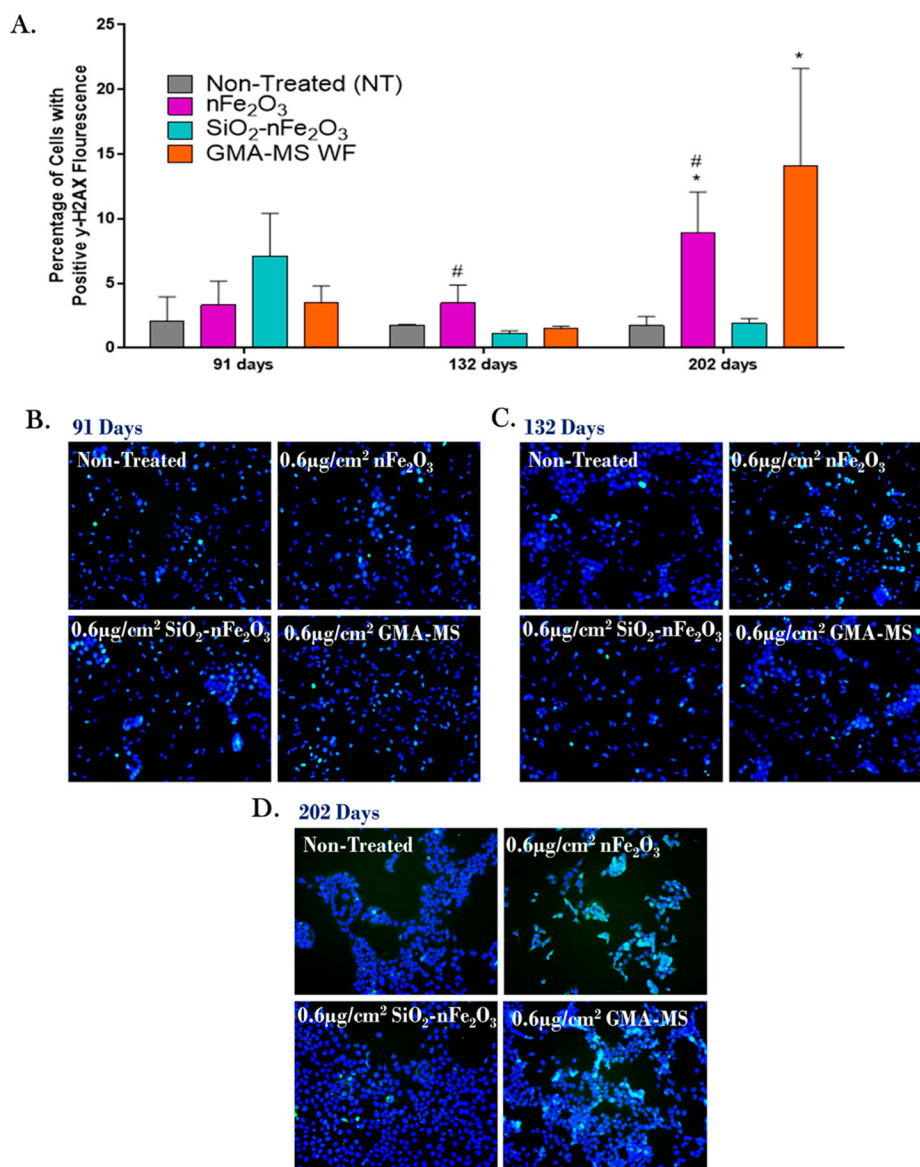 A.
Percentage of Cells with
Positive y-H2AX Flourescence
25
20
15
10
5
0
Non-Treated (NT)
nFe₂O₃
SiO₂-nFe₂O₃
GMA-MS WF
#
#
*
*
91 days
132 days
202 days
B.
91 Days
Non-Treated
0.6µg/cm² nFe₂O₃
0.6µg/cm² SiO₂-nFe₂O₃
0.6µg/cm² GMA-MS
C.
132 Days
Non-Treated
0.6µg/cm² nFe₂O₃
0.6µg/cm² SiO₂-nFe₂O₃
0.6µg/cm² GMA-MS
D.
202 Days
Non-Treated
0.6µg/cm² nFe₂O₃
0.6µg/cm² SiO₂-nFe₂O₃
0.6µg/cm² GMA-MS